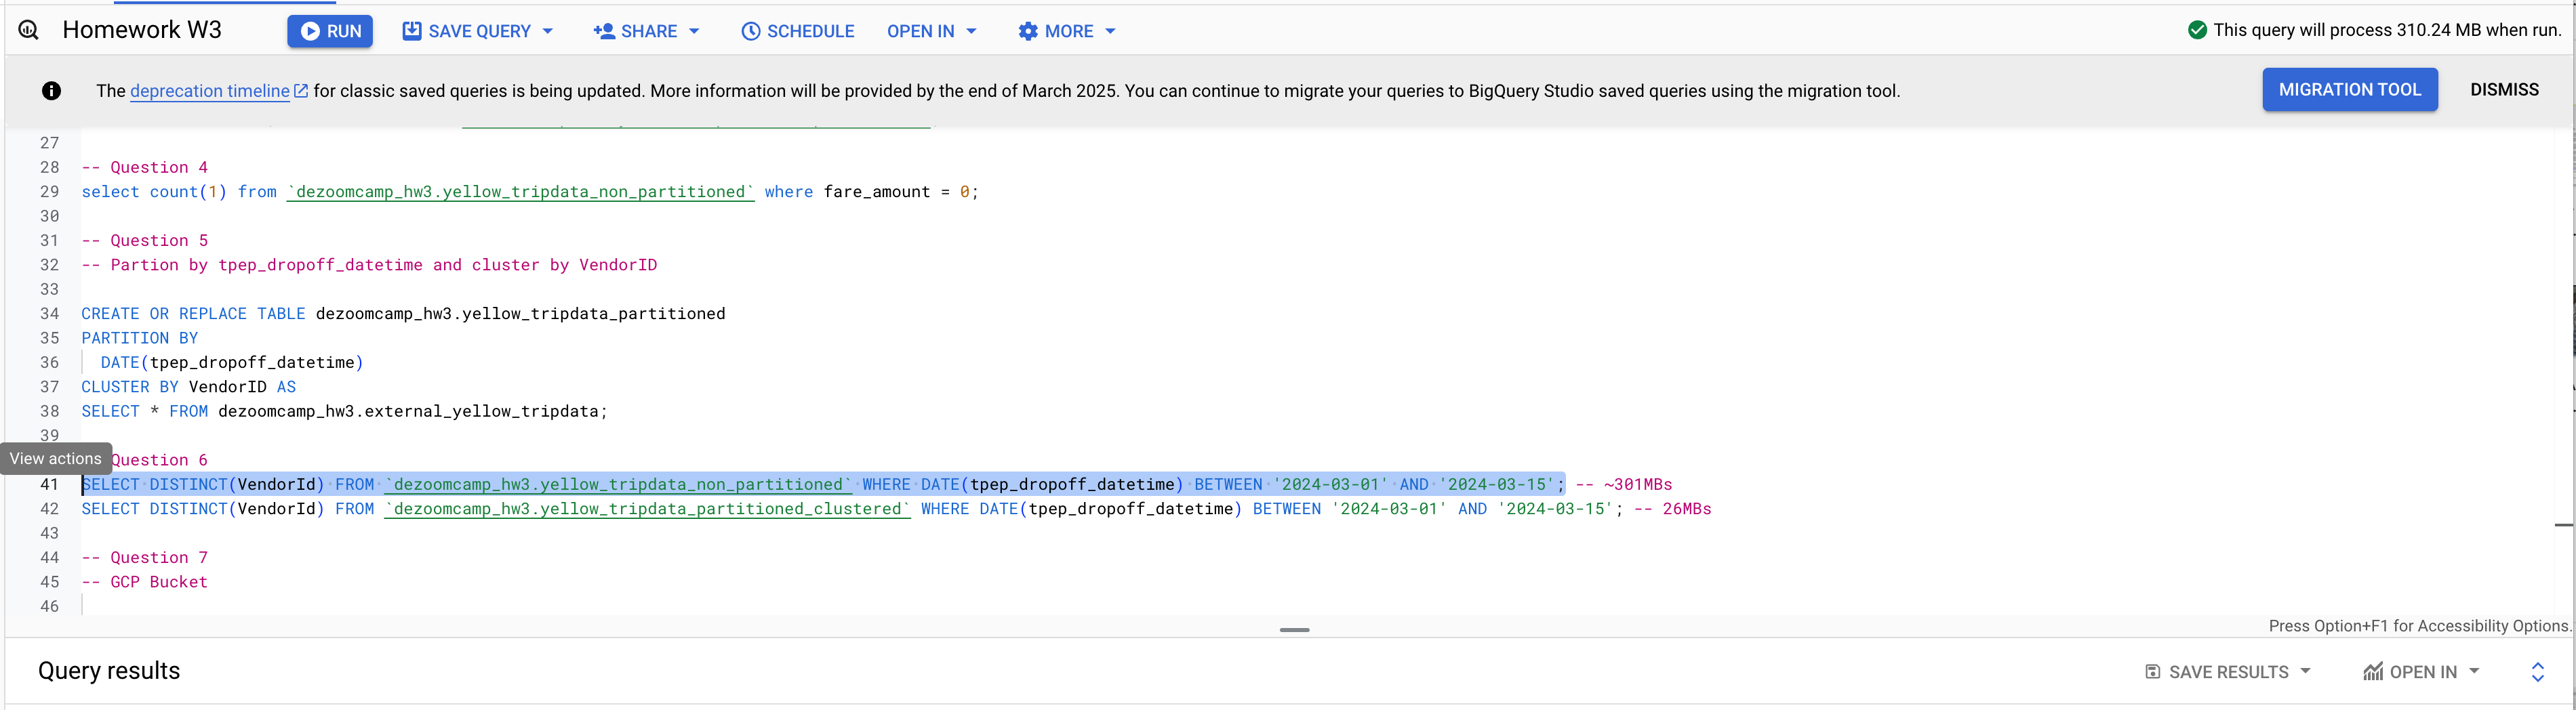 Homework W3 RUN SAVE QUERY SHARE SCHEDULE OPEN IN MORE This query will process 310.24 MB when run.
The deprecation timeline for classic saved queries is being updated. More information will be provided by the end of March 2025. You can continue to migrate your queries to BigQuery Studio saved queries using the migration tool. MIGRATION TOOL DISMISS
27
28 -- Question 4
29 select count(1) from `dezoomcamp_hw3.yellow_tripdata_non_partitioned` where fare_amount = 0;
30
31 -- Question 5
32 -- Partion by tpep_dropoff_datetime and cluster by VendorID
33
34 CREATE OR REPLACE TABLE dezoomcamp_hw3.yellow_tripdata_partitioned
35 PARTITION BY
36 DATE(tpep_dropoff_datetime)
37 CLUSTER BY VendorID AS
38 SELECT * FROM dezoomcamp_hw3.external_yellow_tripdata;
39
View actions Question 6
41 SELECT DISTINCT(VendorId) FROM `dezoomcamp_hw3.yellow_tripdata_non_partitioned` WHERE DATE(tpep_dropoff_datetime) BETWEEN '2024-03-01' AND '2024-03-15'; -- ~301MBs
42 SELECT DISTINCT(VendorId) FROM `dezoomcamp_hw3.yellow_tripdata_partitioned_clustered` WHERE DATE(tpep_dropoff_datetime) BETWEEN '2024-03-01' AND '2024-03-15'; -- 26MBs
43
44 -- Question 7
45 -- GCP Bucket
46
Press Option+F1 for Accessibility Options.
Query results SAVE RESULTS OPEN IN